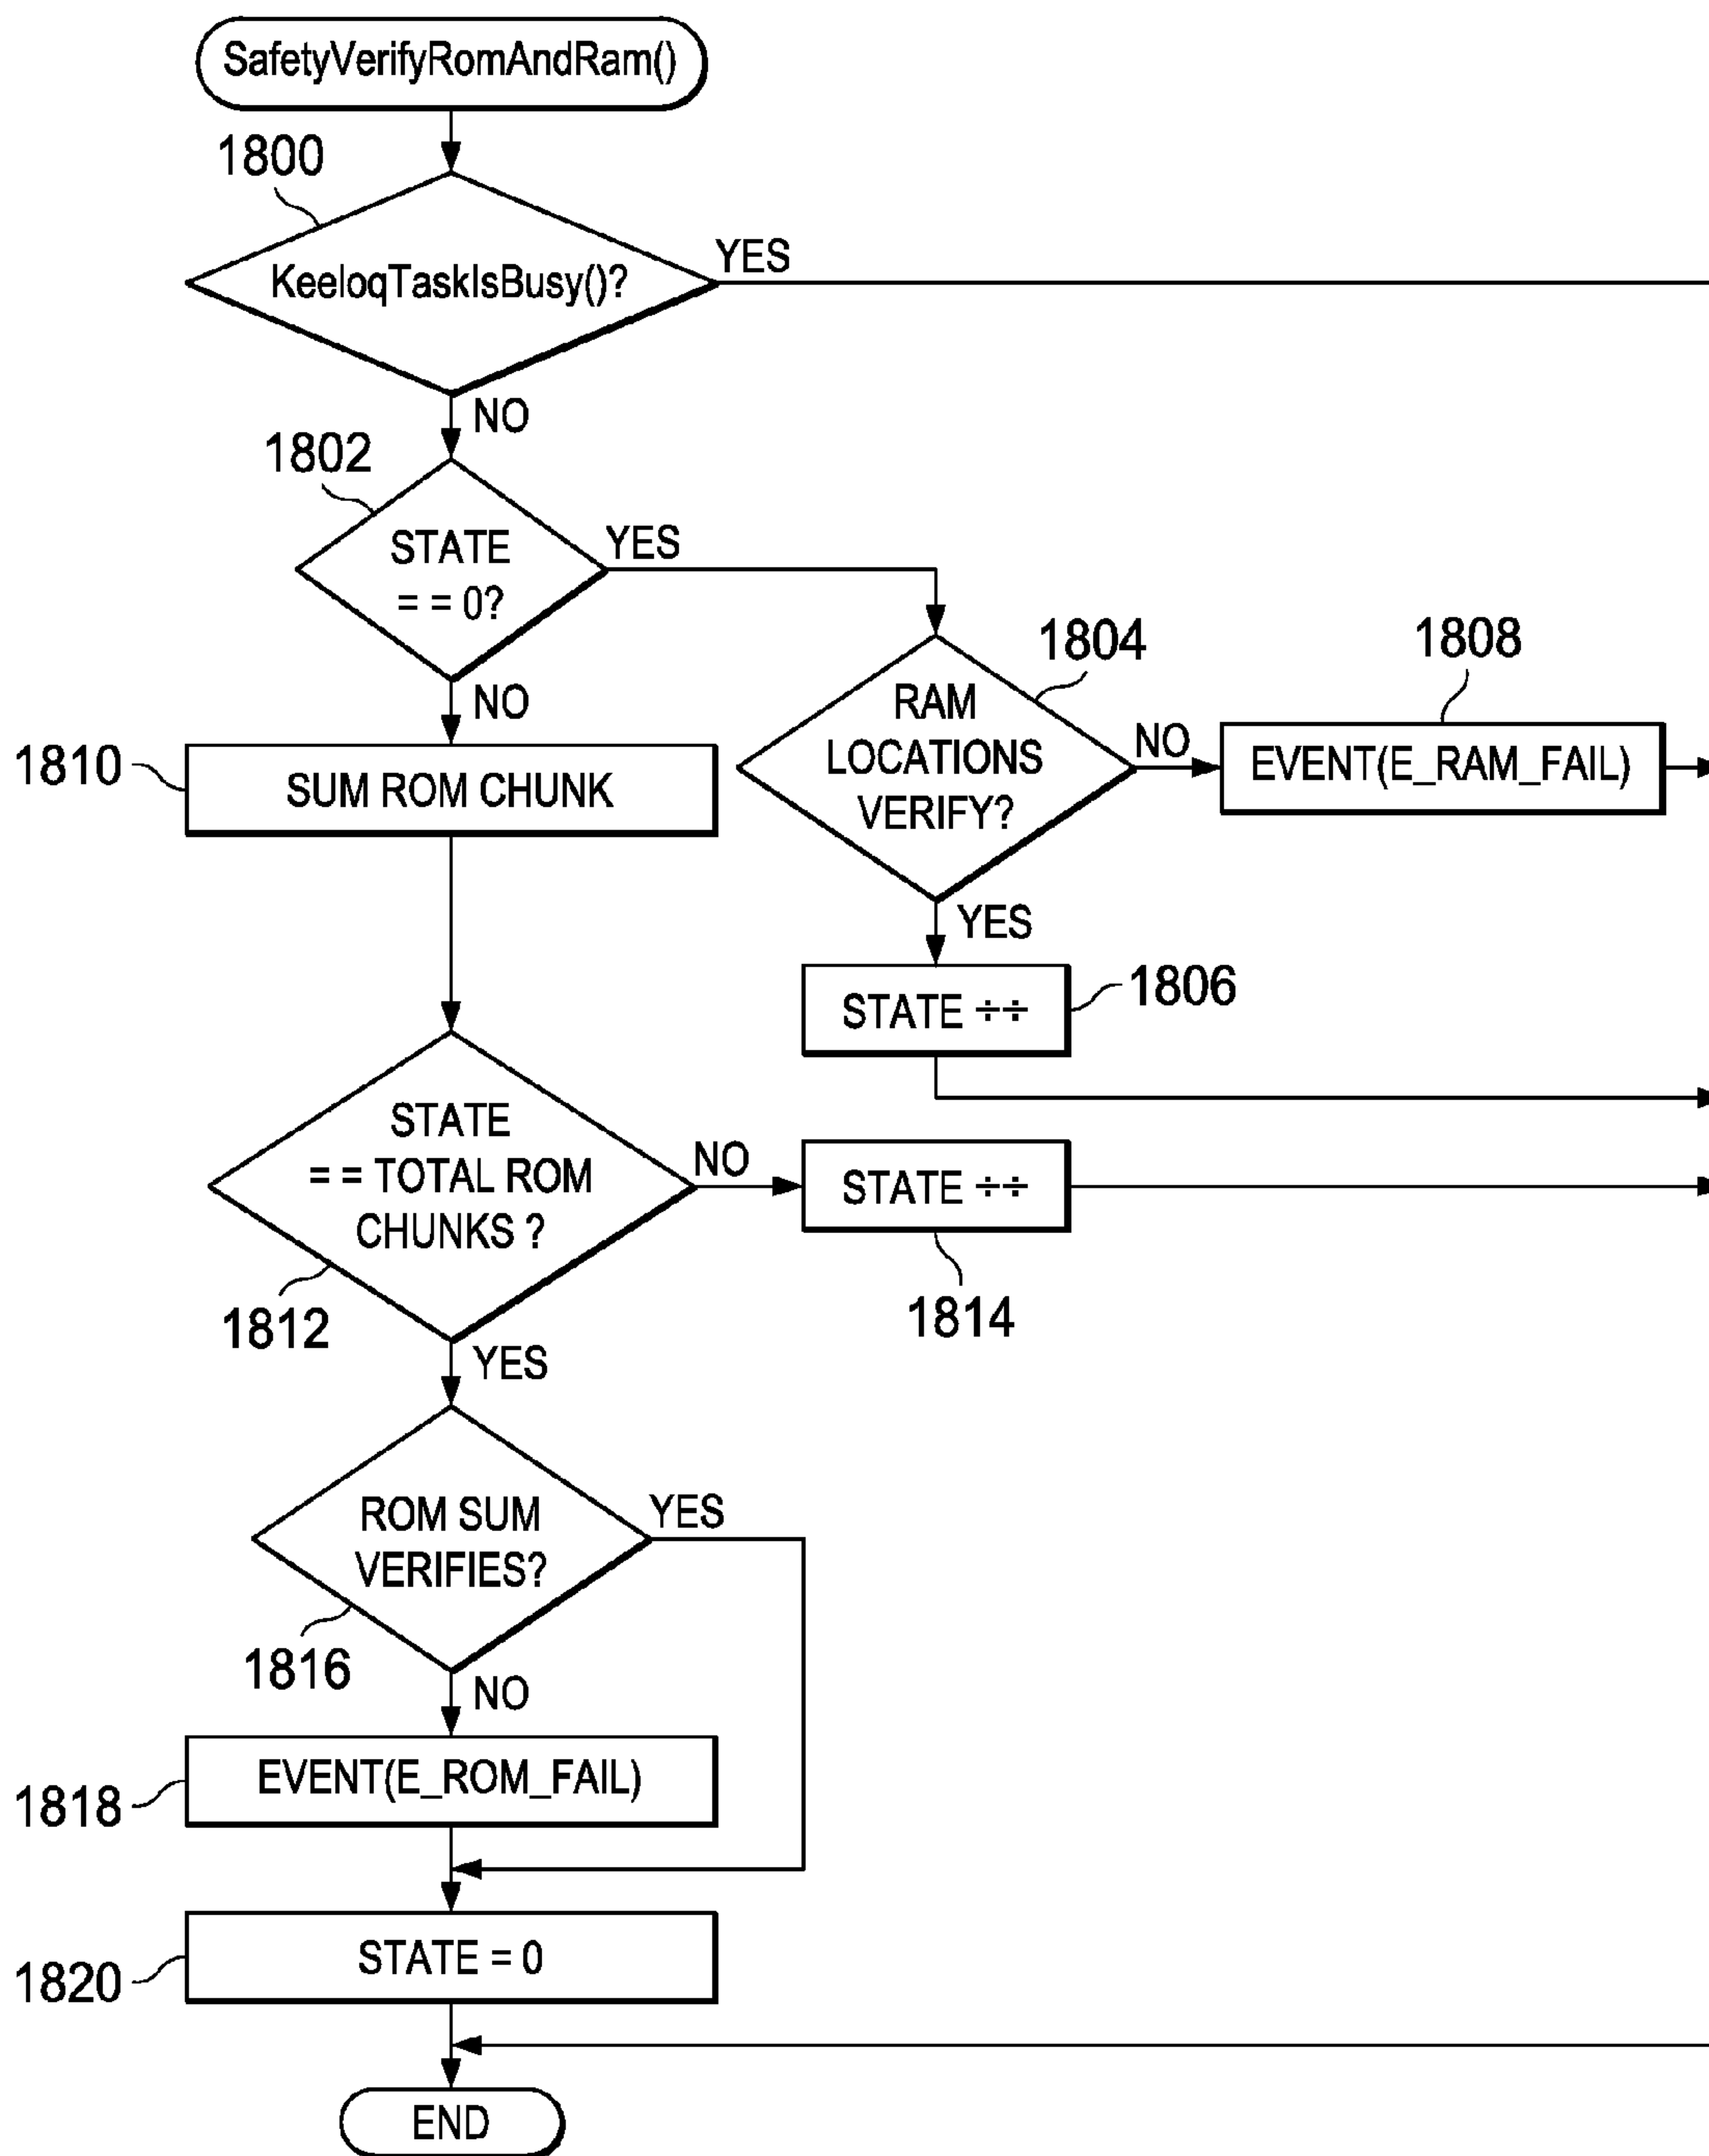 SafetyVerifyRomAndRam()
1800
KeeloqTaskIsBusy()?
YES
NO
1802
STATE
= = 0?
YES
NO
1804
RAM
LOCATIONS
VERIFY?
NO
1808
EVENT(E_RAM_FAIL)
YES
1806
STATE ÷÷
1810
SUM ROM CHUNK
STATE
= = TOTAL ROM
CHUNKS ?
1812
NO
STATE ÷÷
1814
YES
ROM SUM
VERIFIES?
1816
YES
NO
1818
EVENT(E_ROM_FAIL)
1820
STATE = 0
END